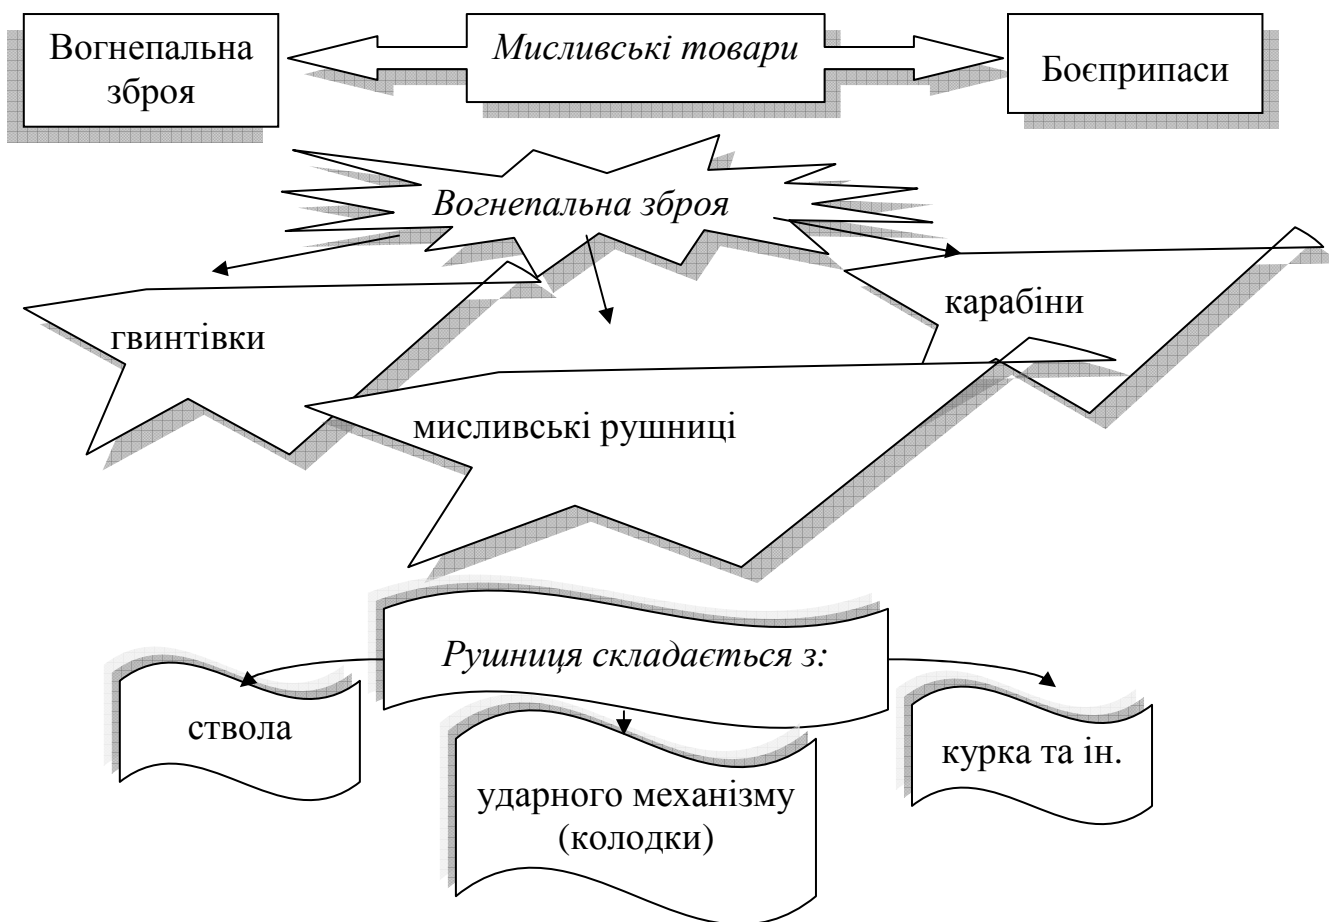 Вогнепальна
зброя
Мисливські товари
Боєприпаси
Вогнепальна зброя
гвинтівки
карабіни
мисливські рушниці
Рушниця складається з:
ствола
ударного механізму
(колодки)
курка та ін.